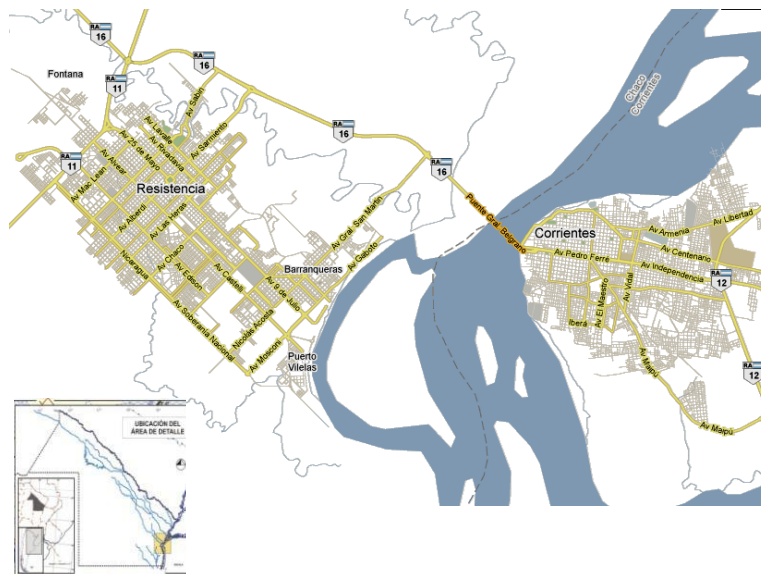 RA
16
RA
16
RA
11
RA
11
RA
16
RA
16
RA
12
RA
12
Fontana
Av Sabin
Av Lavalle
Av Rivadavia
Av Sarmiento
Av 25 de Mayo
Av Alvear
Av Mac Lean
Resistencia
Av Alberdi
Av Las Heras
Nicaragua
Av Chaco
Av Edison
Av Castelli
Av Soberanía Nacional
Nicolás Acosta
Av 9 de Julio
Av Mosconi
Barranqueras
Av Gral. San Martín
Av Gaboto
Puerto
Vilelas
Puente Gral. Belgrano
Chaco
Corrientes
Corrientes
Av Armenia
Av Libertad
Av Centenario
Av Pedro Ferré
Av Independencia
Av El Maestro
Av Vidal
Iberá
Av Maipú
Av Maipú
UBICACIÓN DEL
ÁREA DE DETALLE